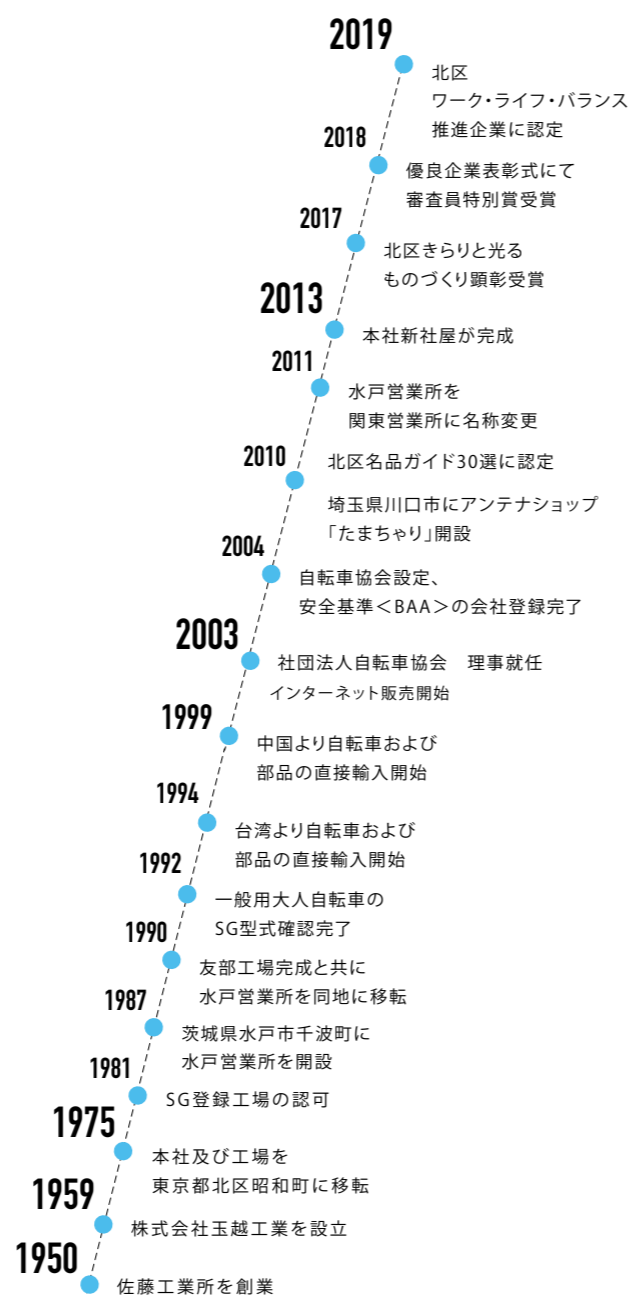 2019
北区
ワーク・ライフ・バランス
推進企業に認定
2018
優良企業表彰式にて
審査員特別賞受賞
2017
北区きらりと光る
ものづくり顕彰受賞
2013
本社新社屋が完成
2011
水戸営業所を
関東営業所に名称変更
2010
北区名品ガイド30選に認定
埼玉県川口市にアンテナショップ
「たまちゃり」開設
2004
自転車協会設定、
安全基準＜BAA＞の会社登録完了
2003
社団法人自転車協会　理事就任
インターネット販売開始
1999
中国より自転車および
部品の直接輸入開始
1994
台湾より自転車および
部品の直接輸入開始
1992
一般用大人自転車の
SG型式確認完了
1990
友部工場完成と共に
水戸営業所を同地に移転
1987
茨城県水戸市千波町に
水戸営業所を開設
1981
SG登録工場の認可
1975
本社及び工場を
東京都北区昭和町に移転
1959
株式会社玉越工業を設立
1950
佐藤工業所を創業